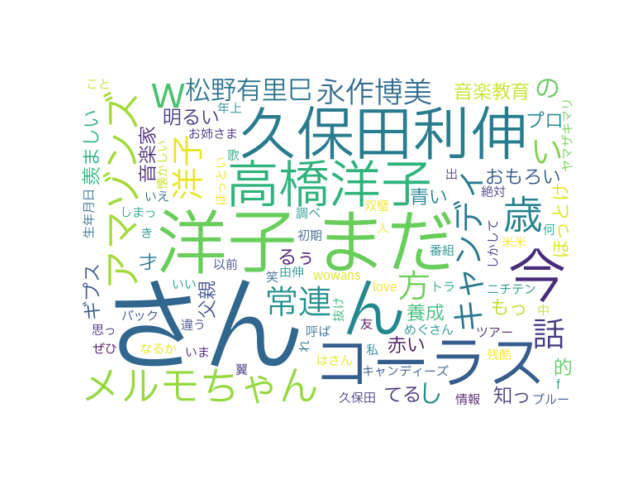 こと
W
松野有里巳
永作博美
音楽教育
の
ヤマザキマリ
羨ましい
アマゾンズ
明るい
年上
お姉さま
久保田利伸
プロ
い
音楽家
洋子
懐かしい
歌
ほっとい
高橋洋子
青い
キャンディ
出
絶対
おもろい
ほっとけ
生年月日
いえ
しまっ
き
洋子
調べ
双璧
人
まだ
しかして
歳
何
ギプス
才
以前
初期
るぅ
番組
米米
今
父親
さん
笑
由伸
wowans
love
トラ
ニチテン
思っ
バック
いい
違う
常連
抜け
ん
方
養成
もっ
中
話
ぜひ
なるか
いま
翼
はさん
れ
呼ば
友
私
めぐさん
赤い
ツアー
コーラス
残酷
的
メルモちゃん
久保田
キャンディーズ
てる
し
情報
知っ
f
ブルー